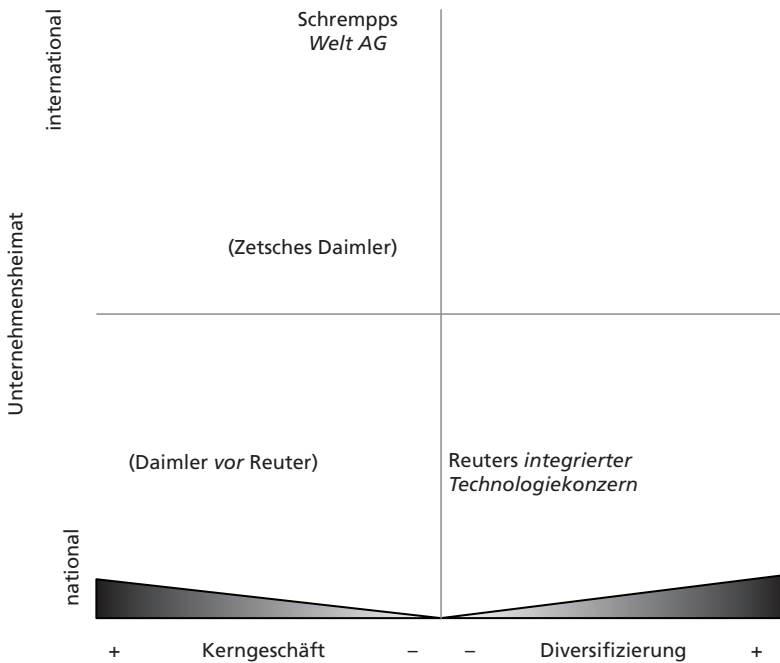 Schrempps
Welt AG
international
(Zetsches Daimler)
Unternehmensheimat
(Daimler vor Reuter)
Reuters integrierter
Technologiekonzern
national
+ Kerngeschäft – – Diversifizierung +